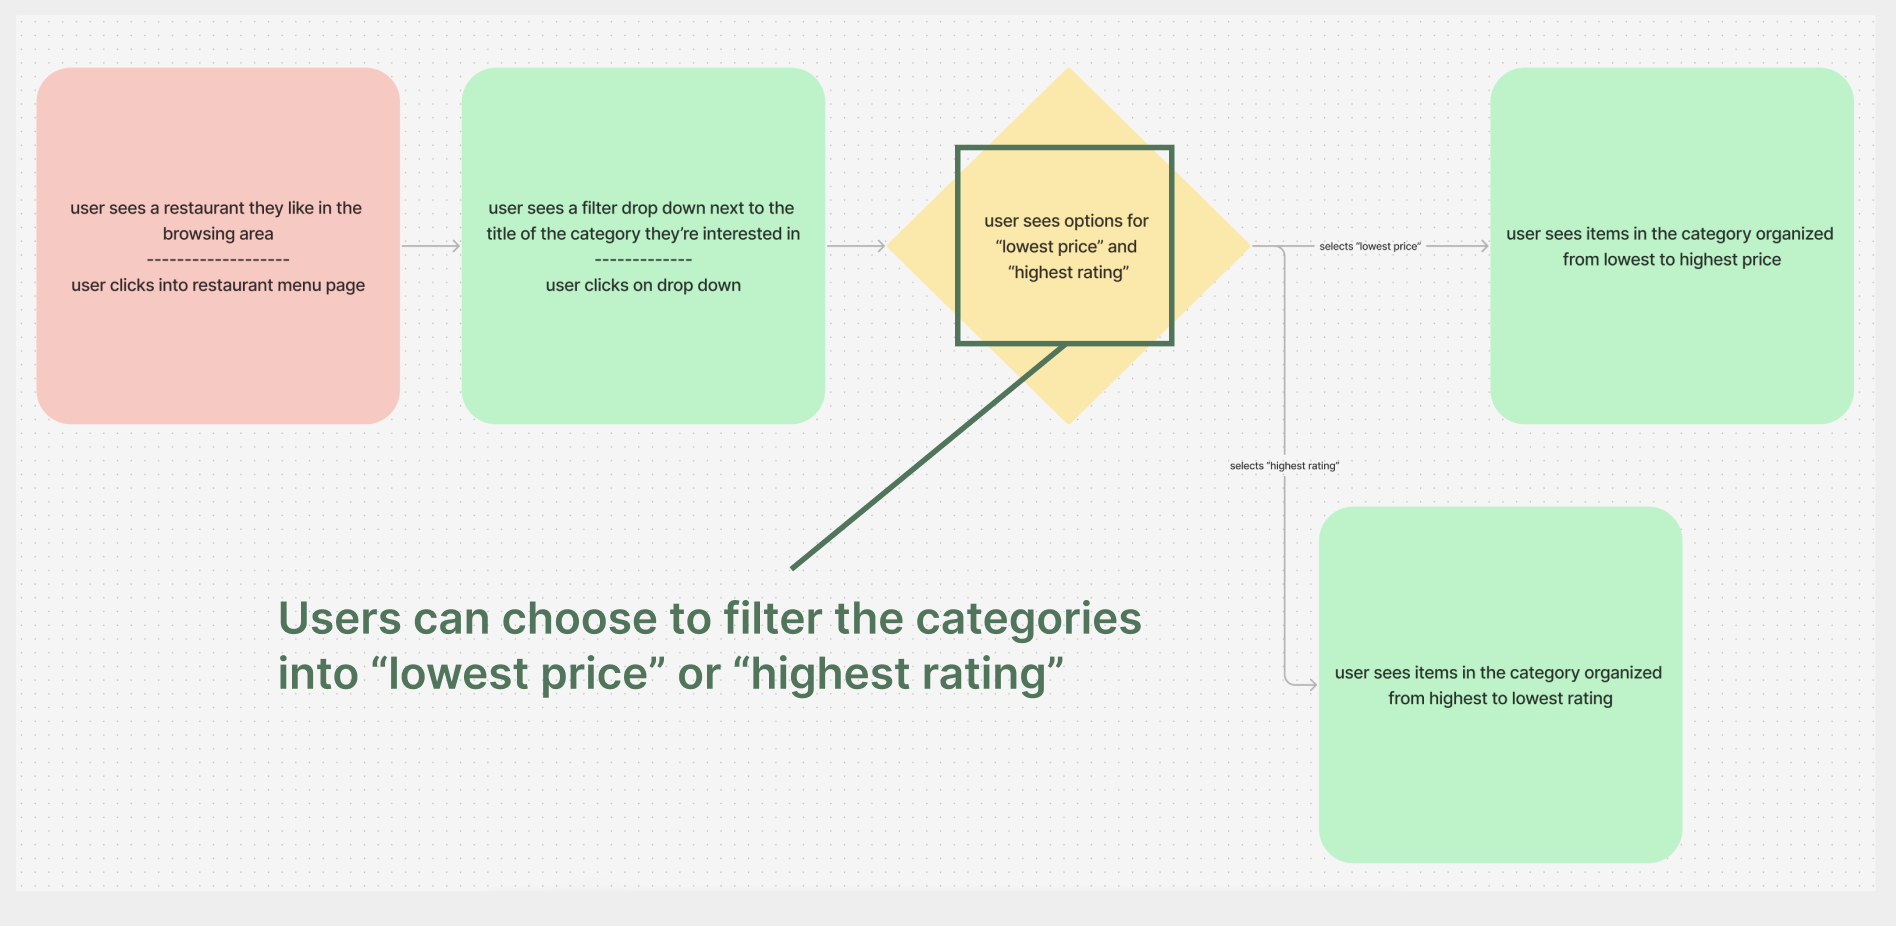 user sees a restaurant they like in the
browsing area
-------------------
user clicks into restaurant menu page
user sees a filter drop down next to the
title of the category they’re interested in
-------------
user clicks on drop down
user sees options for
“lowest price” and
“highest rating”
selects “lowest price”
user sees items in the category organized
from lowest to highest price
selects “highest rating”
user sees items in the category organized
from highest to lowest rating
Users can choose to filter the categories
into “lowest price” or “highest rating”